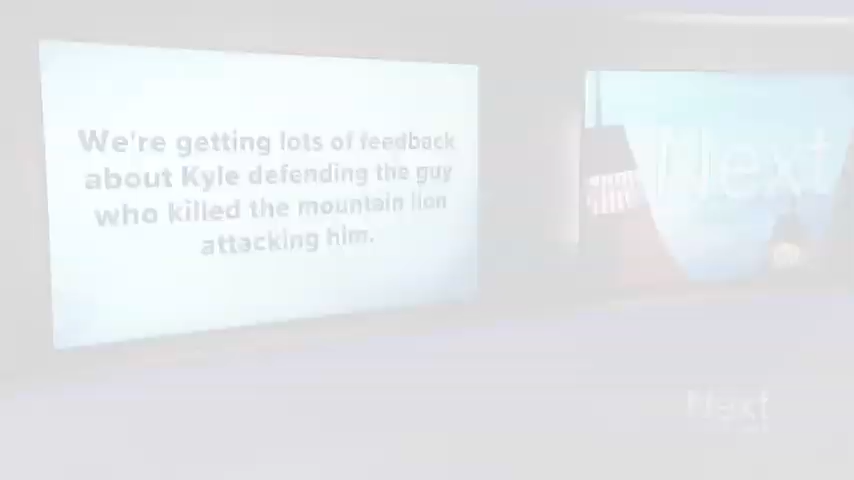 We're getting lots of feedback
about Kyle defending the guy
who killed the mountain lion
attacking him.
Next
Next